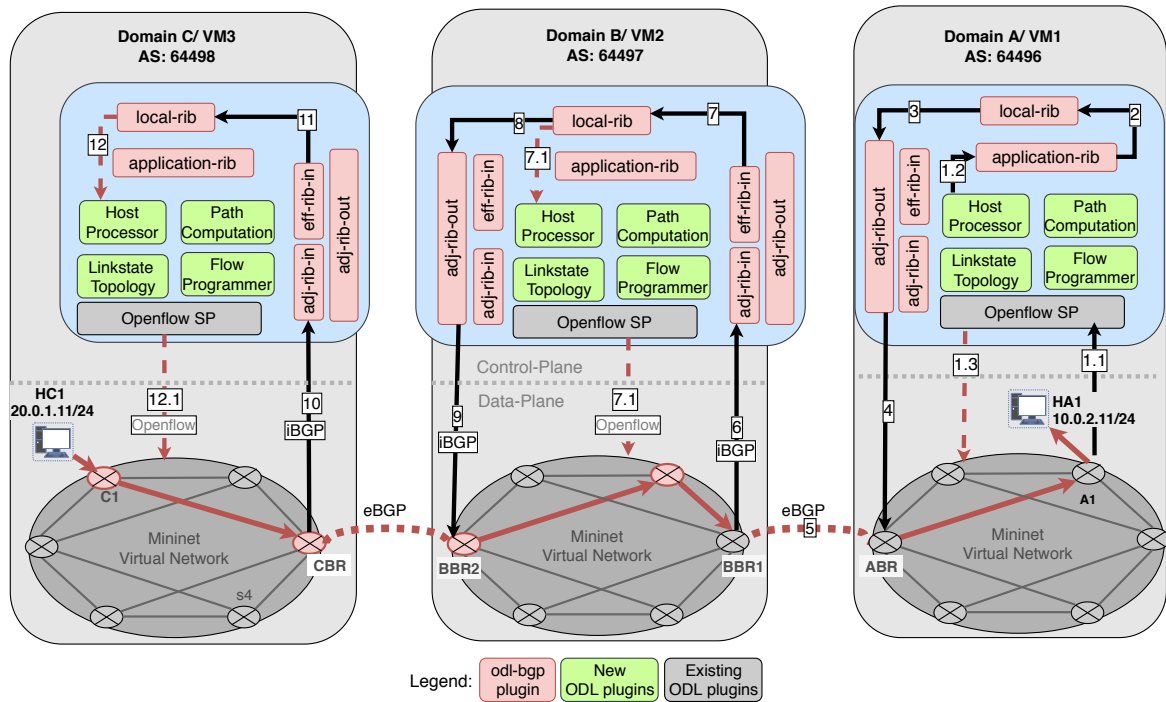 Domain C/ VM3
AS: 64498
local-rib
11
12
application-rib
eff-rib-in
adj-rib-out
Host
Processor
Path
Computation
Linkstate
Topology
Flow
Programmer
adj-rib-in
Openflow SP
HC1
20.0.1.11/24
12.1
Openflow
10
iBGP
C1
Mininet
Virtual Network
s4
CBR
eBGP
Domain B/ VM2
AS: 64497
local-rib
8
7
7.1
application-rib
adj-rib-out
eff-rib-in
adj-rib-in
Host
Processor
Path
Computation
Linkstate
Topology
Flow
Programmer
eff-rib-in
adj-rib-in
adj-rib-out
Openflow SP
Control-Plane
Data-Plane
9
iBGP
7.1
Openflow
6
iBGP
Mininet
Virtual Network
BBR2
BBR1
eBGP
5
Domain A/ VM1
AS: 64496
3
local-rib
2
1.2
application-rib
adj-rib-out
eff-rib-in
adj-rib-in
Host
Processor
Path
Computation
Linkstate
Topology
Flow
Programmer
Openflow SP
1.3
1.1
4
HA1
10.0.2.11/24
A1
Mininet
Virtual Network
ABR
Legend:
odl-bgp
plugin
New
ODL plugins
Existing
ODL plugins